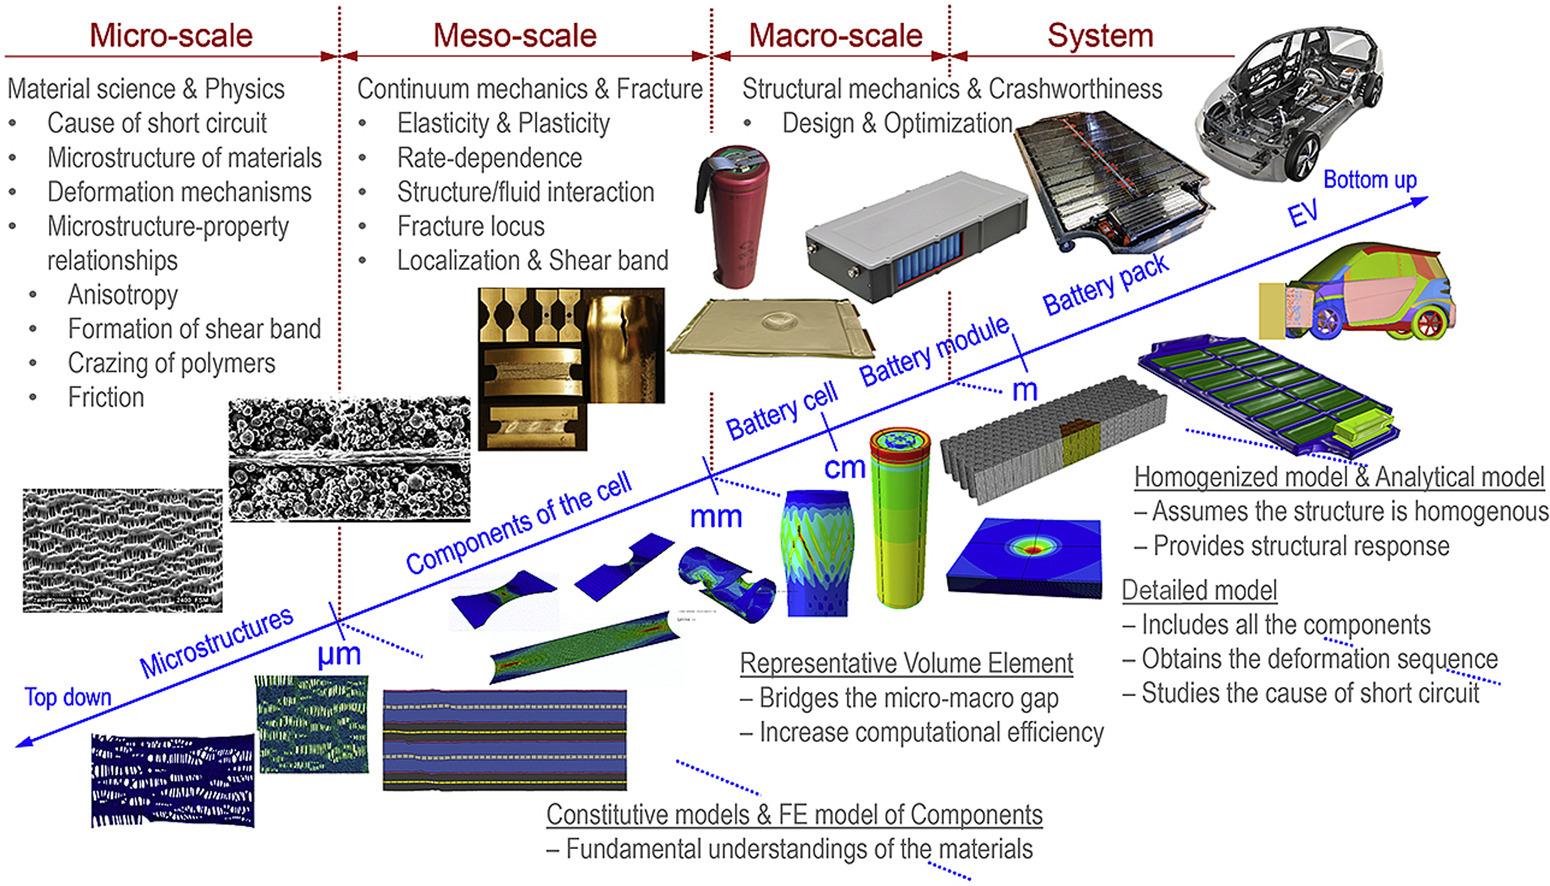 Micro-scale
Meso-scale
Macro-scale
System
Material science & Physics
• Cause of short circuit
• Microstructure of materials
• Deformation mechanisms
• Microstructure-property
relationships
• Anisotropy
• Formation of shear band
• Crazing of polymers
• Friction
Continuum mechanics & Fracture
• Elasticity & Plasticity
• Rate-dependence
• Structure/fluid interaction
• Fracture locus
• Localization & Shear band
Structural mechanics & Crashworthiness
• Design & Optimization
Bottom up
EV
Battery pack
Battery module
m
Battery cell
cm
Components of the cell
mm
Microstructures
µm
Top down
Homogenized model & Analytical model
– Assumes the structure is homogenous
– Provides structural response
Detailed model
– Includes all the components
– Obtains the deformation sequence
– Studies the cause of short circuit
Representative Volume Element
– Bridges the micro-macro gap
– Increase computational efficiency
Constitutive models & FE model of Components
– Fundamental understandings of the materials